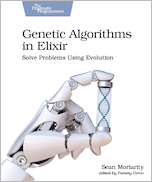 The
Pragmatic
Programmers
Genetic Algorithms
in Elixir
Solve Problems Using Evolution
Sean Moriarity
edited by Tammy Coron